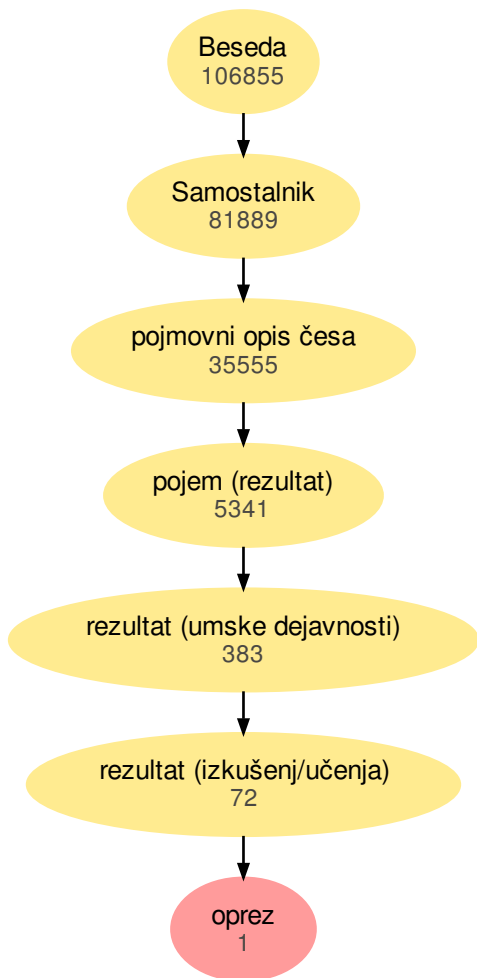 Beseda
106855
Samostalnik
81889
pojmovni opis česa
35555
pojem (rezultat)
5341
rezultat (umske dejavnosti)
383
rezultat (izkušenj/učenja)
72
oprez
1